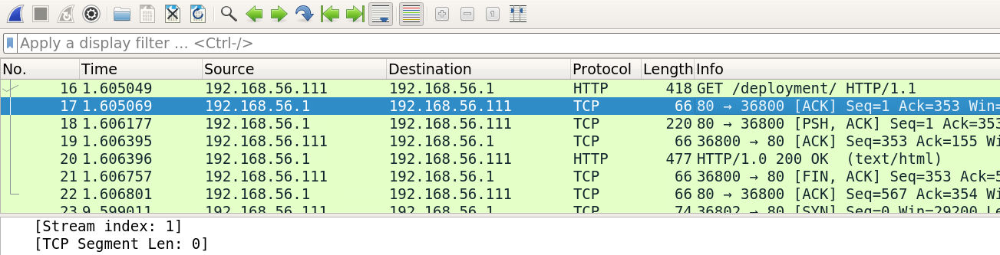 Apply a display filter ... <Ctrl-/>
No. Time Source Destination Protocol Length Info
16 1.605049 192.168.56.111 192.168.56.1 HTTP 418 GET /deployment/ HTTP/1.1
17 1.605069 192.168.56.1 192.168.56.111 TCP 66 80 → 36800 [ACK] Seq=1 Ack=353 Win=
18 1.606177 192.168.56.1 192.168.56.111 TCP 220 80 → 36800 [PSH, ACK] Seq=1 Ack=353
19 1.606395 192.168.56.111 192.168.56.1 TCP 66 36800 → 80 [ACK] Seq=353 Ack=155 Wi
20 1.606396 192.168.56.1 192.168.56.111 HTTP 477 HTTP/1.0 200 OK (text/html)
21 1.606757 192.168.56.111 192.168.56.1 TCP 66 36800 → 80 [FIN, ACK] Seq=353 Ack=5
22 1.606801 192.168.56.1 192.168.56.111 TCP 66 80 → 36800 [ACK] Seq=567 Ack=354 Wi
23 9.599011 192.168.56.111 192.168.56.1 TCP 74 36802 → 80 [SYN] Seq=0 Win=29200 Le
[Stream index: 1]
[TCP Segment Len: 0]